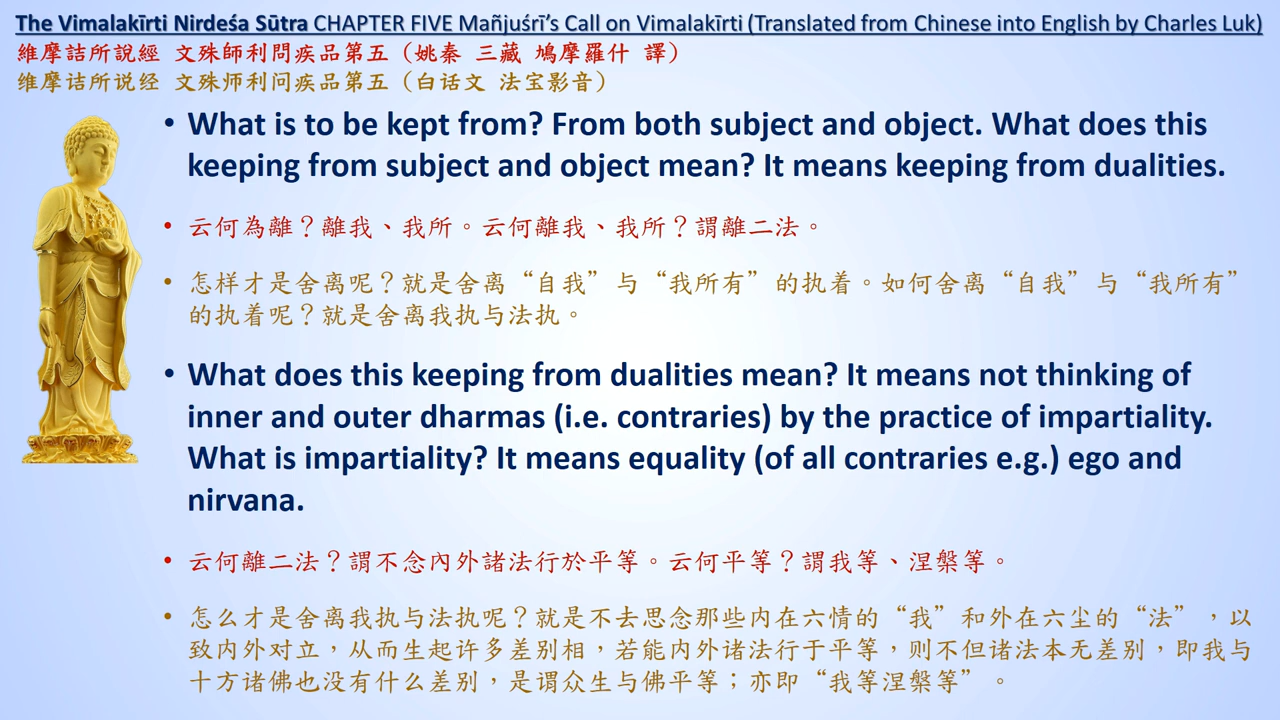 The Vimalakīrti Nirdeśa Sūtra CHAPTER FIVE Mañjuśrī’s Call on Vimalakīrti (Translated from Chinese into English by Charles Luk)
維摩詰所說經 文殊師利問疾品第五（姚秦 三藏 鳩摩羅什 譯）
维摩诘所说经 文殊师利问疾品第五（白话文 法宝影音）
• What is to be kept from? From both subject and object. What does this
keeping from subject and object mean? It means keeping from dualities.
• 云何為離？離我、我所。云何離我、我所？謂離二法。
• 怎样才是舍离呢？就是舍离“自我”与“我所有”的执着。如何舍离“自我”与“我所有”
的执着呢？就是舍离我执与法执。
• What does this keeping from dualities mean? It means not thinking of
inner and outer dharmas (i.e. contraries) by the practice of impartiality.
What is impartiality? It means equality (of all contraries e.g.) ego and
nirvana.
• 云何離二法？謂不念內外諸法行於平等。云何平等？謂我等、涅槃等。
• 怎么才是舍离我执与法执呢？就是不去思念那些内在六情的“我”和外在六尘的“法”，以
致内外对立，从而生起许多差别相，若能内外诸法行于平等，则不但诸法本无差别，即我与
十方诸佛也没有什么差别，是谓众生与佛平等；亦即“我等涅槃等”。